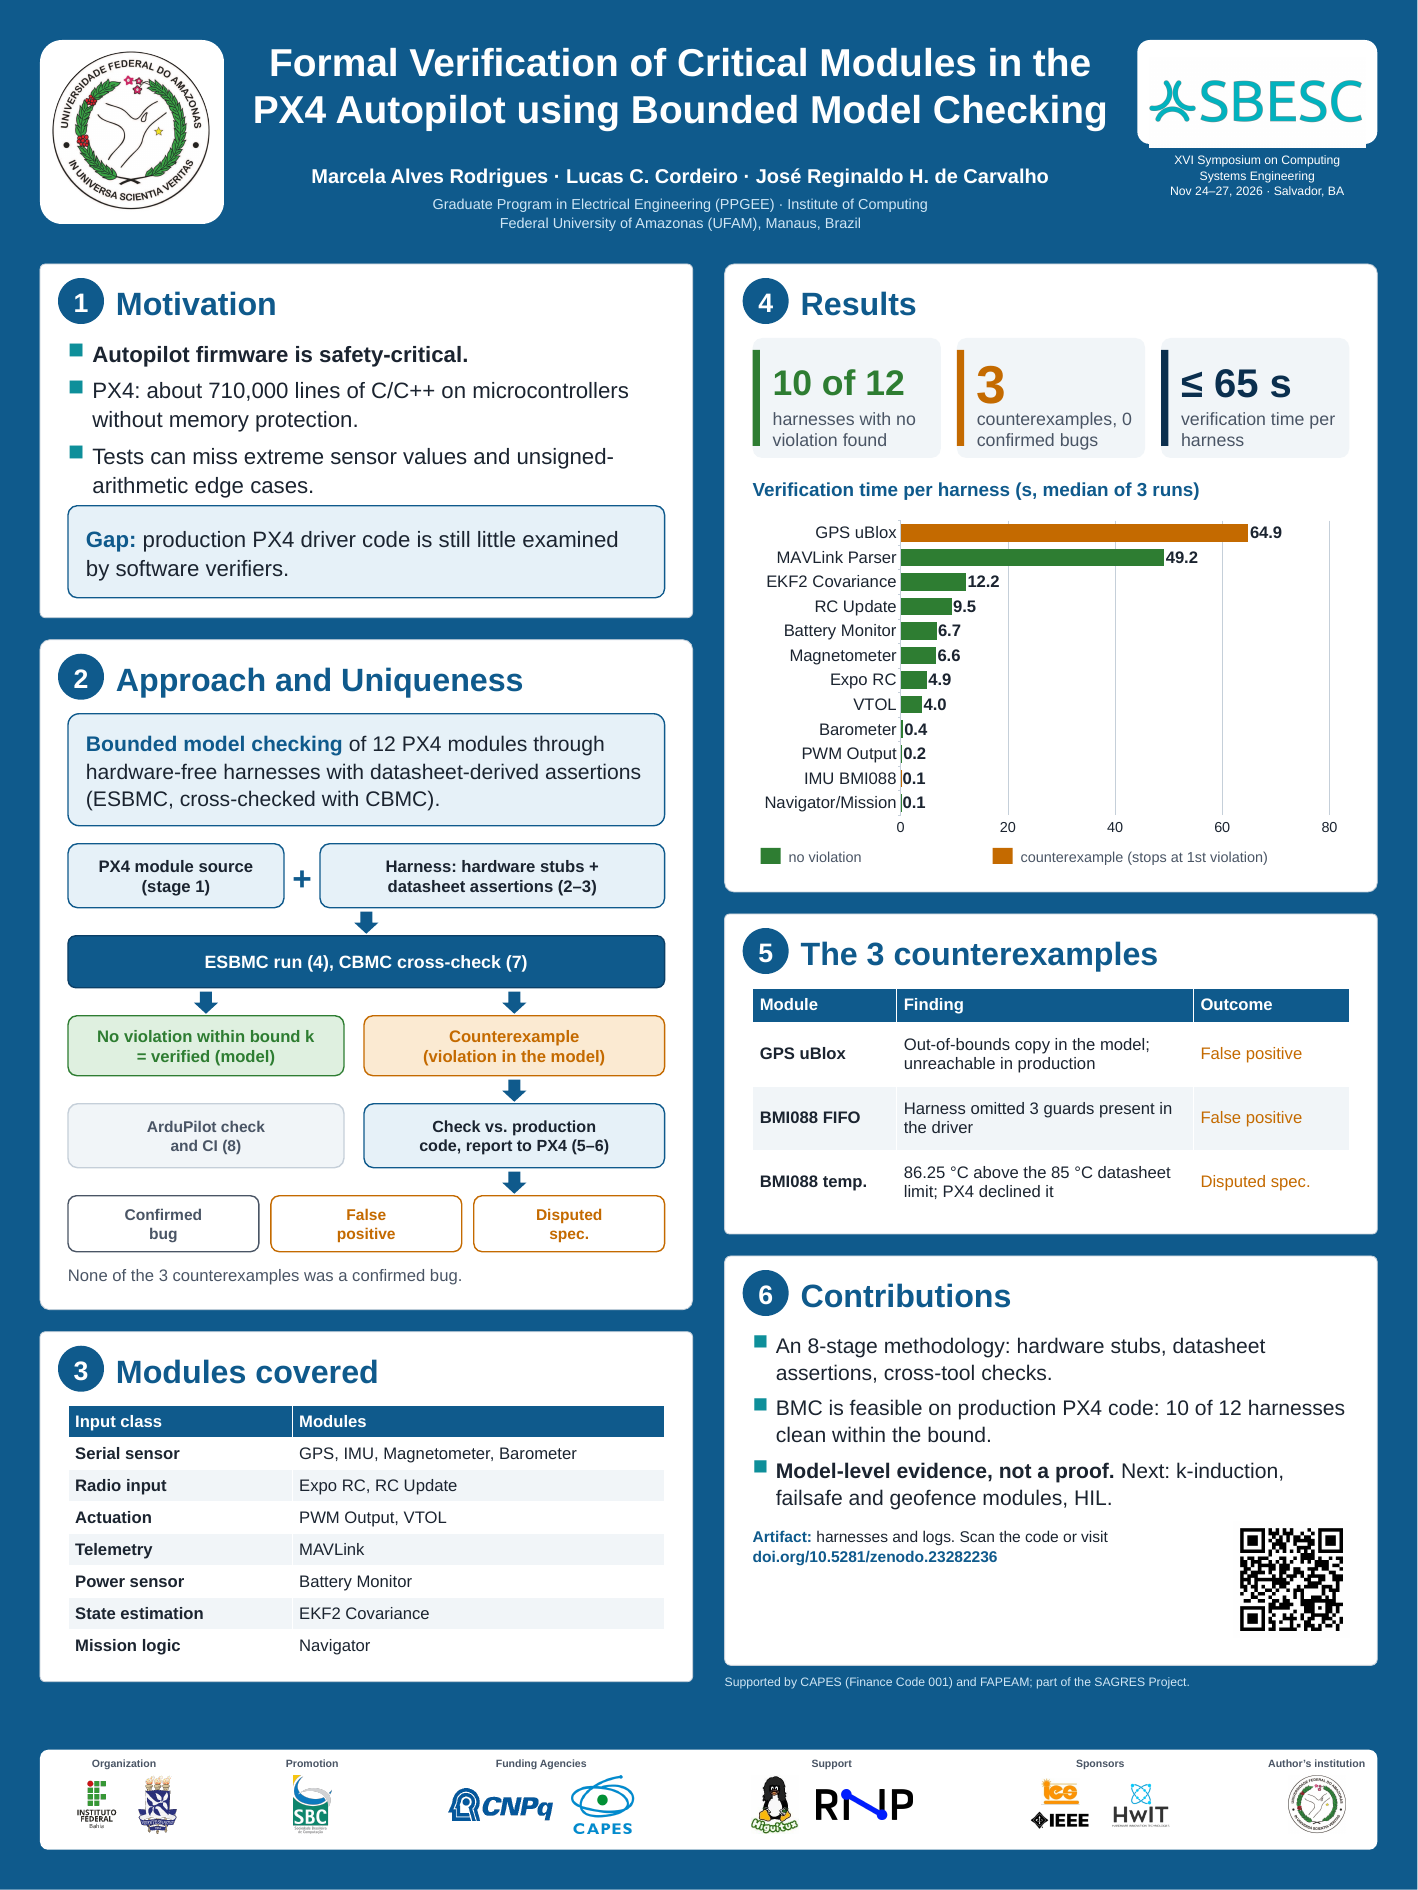 UNIVERSIDADE FEDERAL DO AMAZONAS
IN UNIVERSA SCIENTIA VERITAS
Formal Verification of Critical Modules in the
PX4 Autopilot using Bounded Model Checking
Marcela Alves Rodrigues · Lucas C. Cordeiro · José Reginaldo H. de Carvalho
Graduate Program in Electrical Engineering (PPGEE) · Institute of Computing
Federal University of Amazonas (UFAM), Manaus, Brazil
SBESC
XVI Symposium on Computing
Systems Engineering
Nov 24–27, 2026 · Salvador, BA
1 Motivation
Autopilot firmware is safety-critical.
PX4: about 710,000 lines of C/C++ on microcontrollers
without memory protection.
Tests can miss extreme sensor values and unsigned-
arithmetic edge cases.
Gap: production PX4 driver code is still little examined
by software verifiers.
2 Approach and Uniqueness
Bounded model checking of 12 PX4 modules through
hardware-free harnesses with datasheet-derived assertions
(ESBMC, cross-checked with CBMC).
PX4 module source
(stage 1)
+
Harness: hardware stubs +
datasheet assertions (2–3)
ESBMC run (4), CBMC cross-check (7)
No violation within bound k
= verified (model)
Counterexample
(violation in the model)
ArduPilot check
and CI (8)
Check vs. production
code, report to PX4 (5–6)
Confirmed
bug
False
positive
Disputed
spec.
None of the 3 counterexamples was a confirmed bug.
3 Modules covered
Input class Modules
Serial sensor GPS, IMU, Magnetometer, Barometer
Radio input Expo RC, RC Update
Actuation PWM Output, VTOL
Telemetry MAVLink
Power sensor Battery Monitor
State estimation EKF2 Covariance
Mission logic Navigator
4 Results
10 of 12
harnesses with no
violation found
3
counterexamples, 0
confirmed bugs
≤ 65 s
verification time per
harness
Verification time per harness (s, median of 3 runs)
GPS uBlox 64.9
MAVLink Parser 49.2
EKF2 Covariance 12.2
RC Update 9.5
Battery Monitor 6.7
Magnetometer 6.6
Expo RC 4.9
VTOL 4.0
Barometer 0.4
PWM Output 0.2
IMU BMI088 0.1
Navigator/Mission 0.1
0 20 40 60 80
no violation counterexample (stops at 1st violation)
5 The 3 counterexamples
Module Finding Outcome
GPS uBlox Out-of-bounds copy in the model;
unreachable in production False positive
BMI088 FIFO Harness omitted 3 guards present in
the driver False positive
BMI088 temp. 86.25 °C above the 85 °C datasheet
limit; PX4 declined it Disputed spec.
6 Contributions
An 8-stage methodology: hardware stubs, datasheet
assertions, cross-tool checks.
BMC is feasible on production PX4 code: 10 of 12 harnesses
clean within the bound.
Model-level evidence, not a proof. Next: k-induction,
failsafe and geofence modules, HIL.
Artifact: harnesses and logs. Scan the code or visit
doi.org/10.5281/zenodo.23282236
Supported by CAPES (Finance Code 001) and FAPEAM; part of the SAGRES Project.
Organization Promotion Funding Agencies Support Sponsors Author's institution
INSTITUTO
FEDERAL
Bahia
SBC
CNPq
CAPES
Higuitux
RNP
IEEE
HwIT